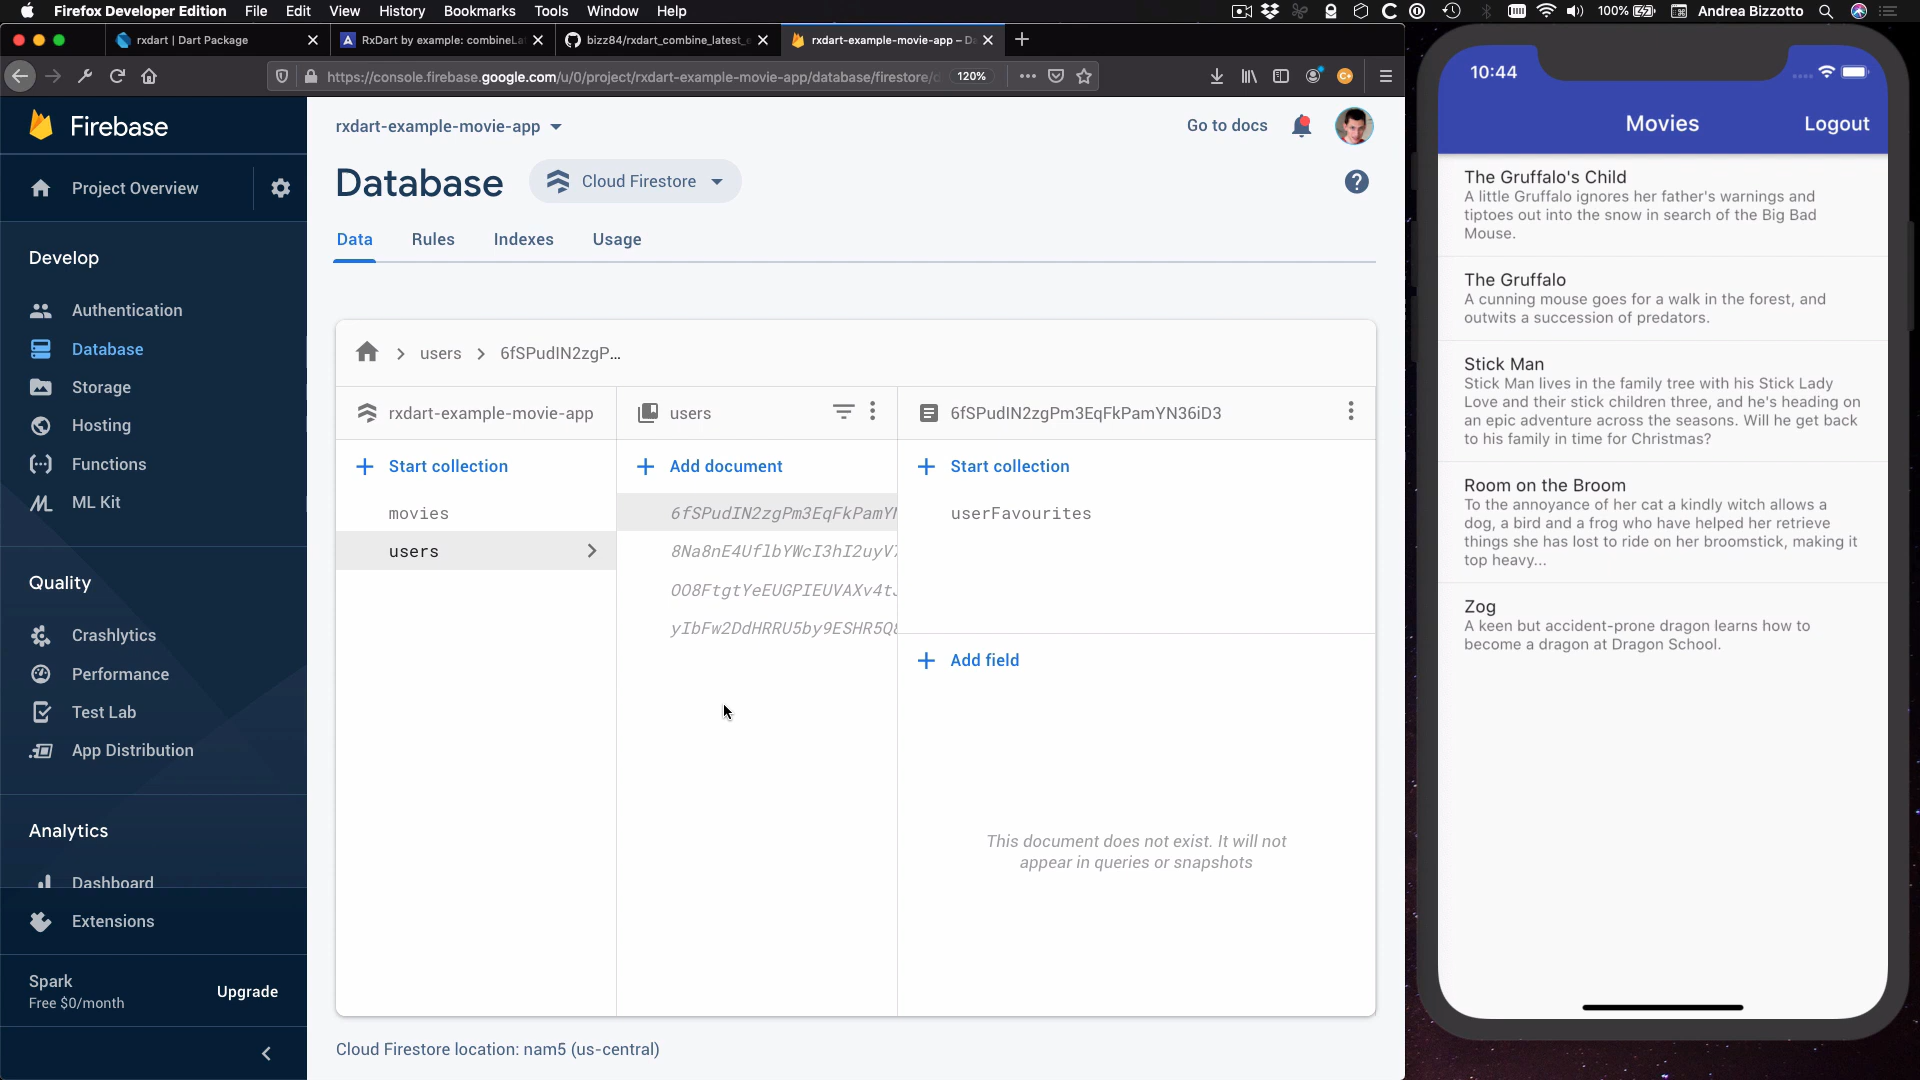 Firefox Developer Edition File Edit View History Bookmarks Tools Window Help 100% Andrea Bizzotto
rxdart | Dart Package
RxDart by example: combineLa
bizz84/rxdart_combine_latest_
rxdart-example-movie-app – Da
https://console.firebase.google.com/u/0/project/rxdart-example-movie-app/database/firestore/d
120%
Firebase
Project Overview
Develop
Authentication
Database
Storage
Hosting
Functions
ML Kit
Quality
Crashlytics
Performance
Test Lab
App Distribution
Analytics
Dashboard
Extensions
Spark
Free $0/month
Upgrade
rxdart-example-movie-app
Go to docs
Database
Cloud Firestore
Data Rules Indexes Usage
users
6fSPudIN2zgP...
rxdart-example-movie-app
Start collection
movies
users
users
Add document
6fSPudIN2zgPm3EqFkPamYN
8Na8nE4UflbYWcI3hI2uyV7
OO8FtgtYeEUGPIEUVAXv4t
yIbFw2DdHRRU5by9ESHR5Q
6fSPudIN2zgPm3EqFkPamYN36iD3
Start collection
userFavourites
Add field
This document does not exist. It will not
appear in queries or snapshots
Cloud Firestore location: nam5 (us-central)
10:44
Movies
Logout
The Gruffalo's Child
A little Gruffalo ignores her father's warnings and
tiptoes out into the snow in search of the Big Bad
Mouse.
The Gruffalo
A cunning mouse goes for a walk in the forest, and
outwits a succession of predators.
Stick Man
Stick Man lives in the family tree with his Stick Lady
Love and their stick children three, and he's heading on
an epic adventure across the seasons. Will he get back
to his family in time for Christmas?
Room on the Broom
To the annoyance of her cat a kindly witch allows a
dog, a bird and a frog who have helped her retrieve
things she has lost to ride on her broomstick, making it
top heavy...
Zog
A keen but accident-prone dragon learns how to
become a dragon at Dragon School.